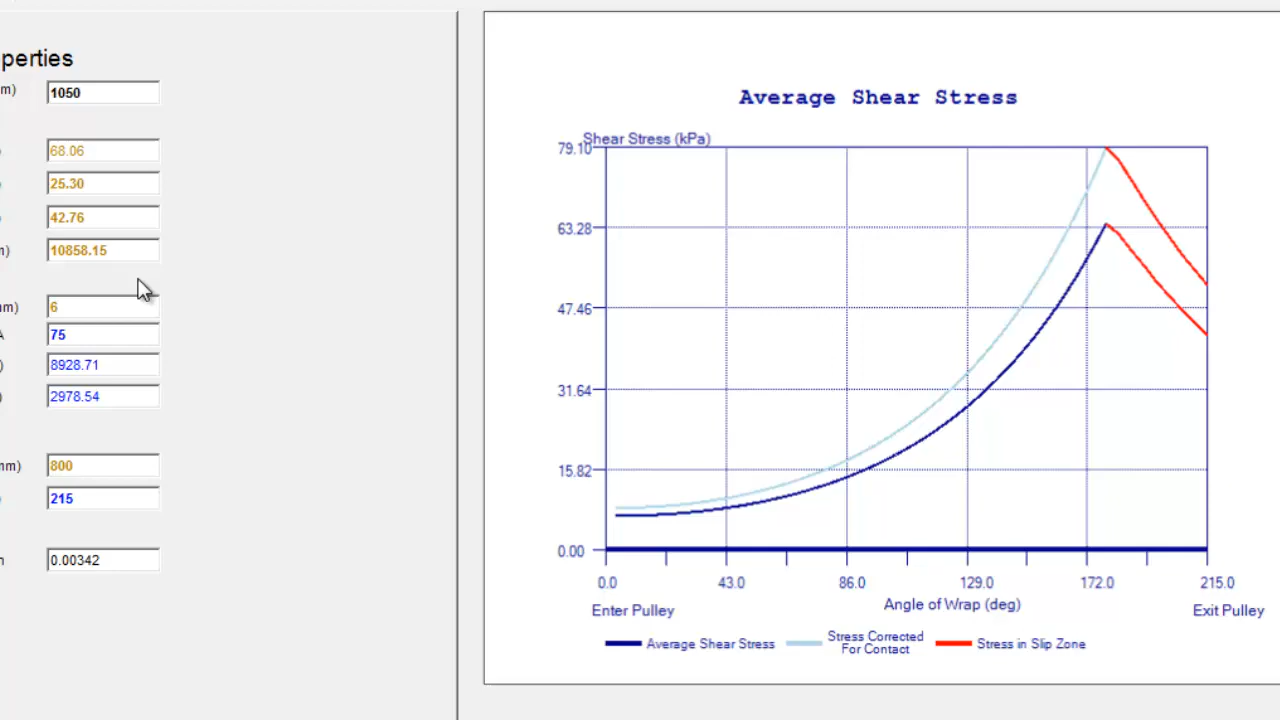 perties
m) 1050
68.06
25.30
42.76
10858.15
6
75
8928.71
2978.54
mm) 800
215
0.00342
Average Shear Stress
Shear Stress (kPa)
79.10
63.28
47.46
31.64
15.82
0.00
0.0 43.0 86.0 129.0 172.0 215.0
Angle of Wrap (deg)
Enter Pulley Exit Pulley
Average Shear Stress
Stress Corrected
For Contact
Stress in Slip Zone